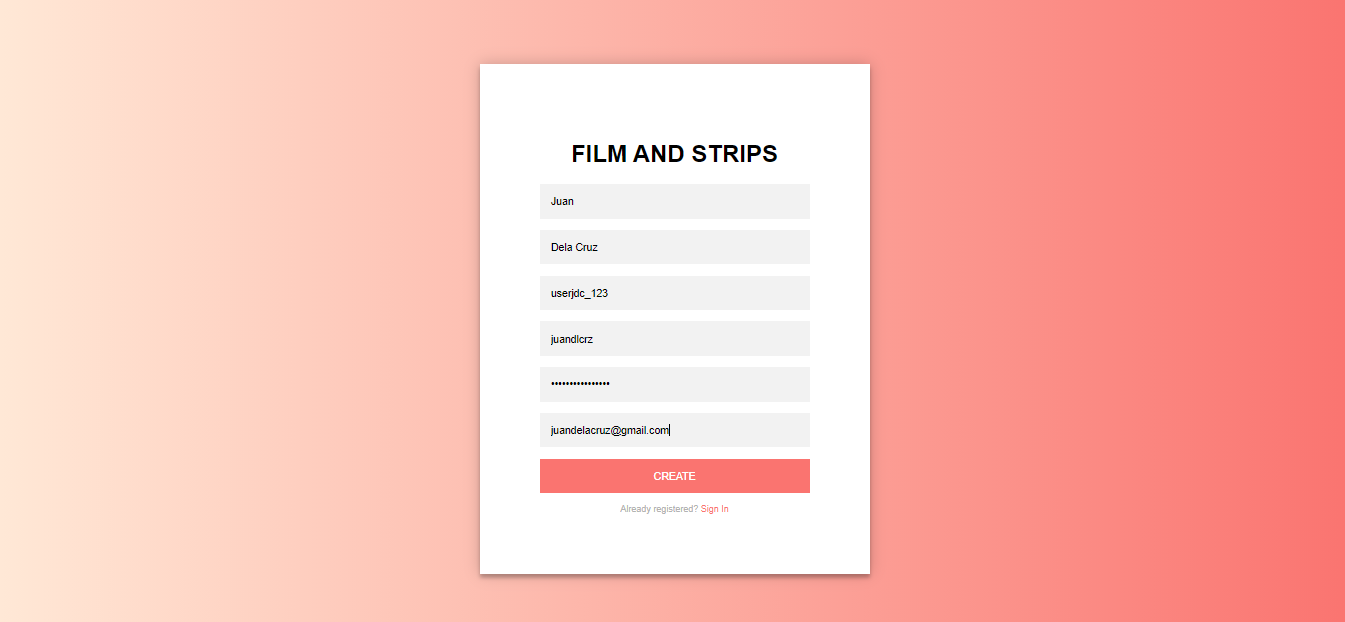 FILM AND STRIPS
Juan
Dela Cruz
userjdc_123
juandlcrz
••••••••••••••••
juandelacruz@gmail.com
CREATE
Already registered? Sign In